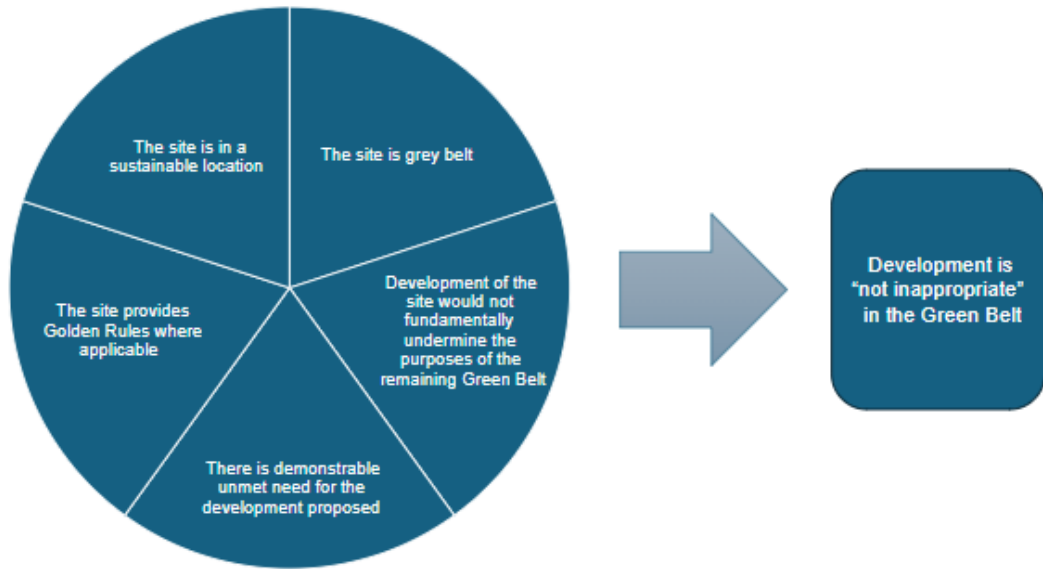 The site is in a
sustainable location
The site is grey belt
The site provides
Golden Rules where
applicable
Development of the
site would not
fundamentally
undermine the
purposes of the
remaining Green Belt
There is demonstrable
unmet need for the
development proposed
Development is
“not inappropriate”
in the Green Belt